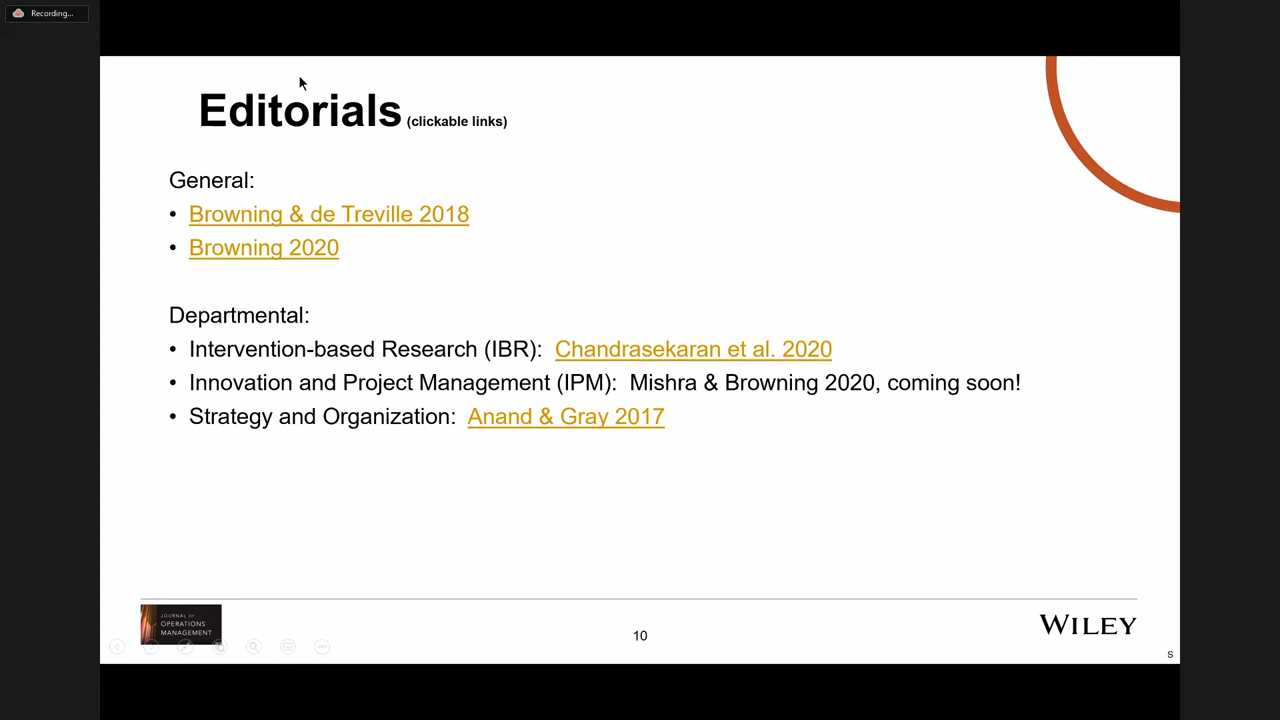 Recording...
Editorials (clickable links)
General:
• Browning & de Treville 2018
• Browning 2020
Departmental:
• Intervention-based Research (IBR): Chandrasekaran et al. 2020
• Innovation and Project Management (IPM): Mishra & Browning 2020, coming soon!
• Strategy and Organization: Anand & Gray 2017
JOURNAL OF
OPERATIONS
MANAGEMENT
10
WILEY
S